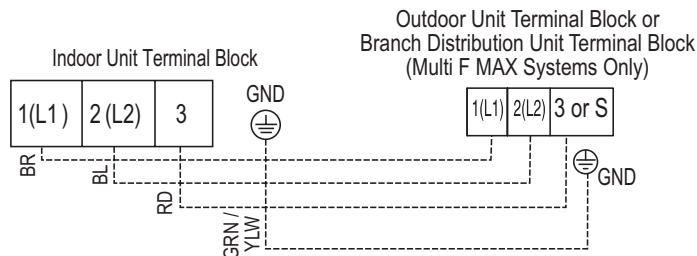 Outdoor Unit Terminal Block or
Branch Distribution Unit Terminal Block
(Multi F MAX Systems Only)
Indoor Unit Terminal Block
1(L1 ) 2 (L2) 3
GND
1(L1) 2(L2) 3 or S
GND
BR
BL
RD
GRN /
YLW